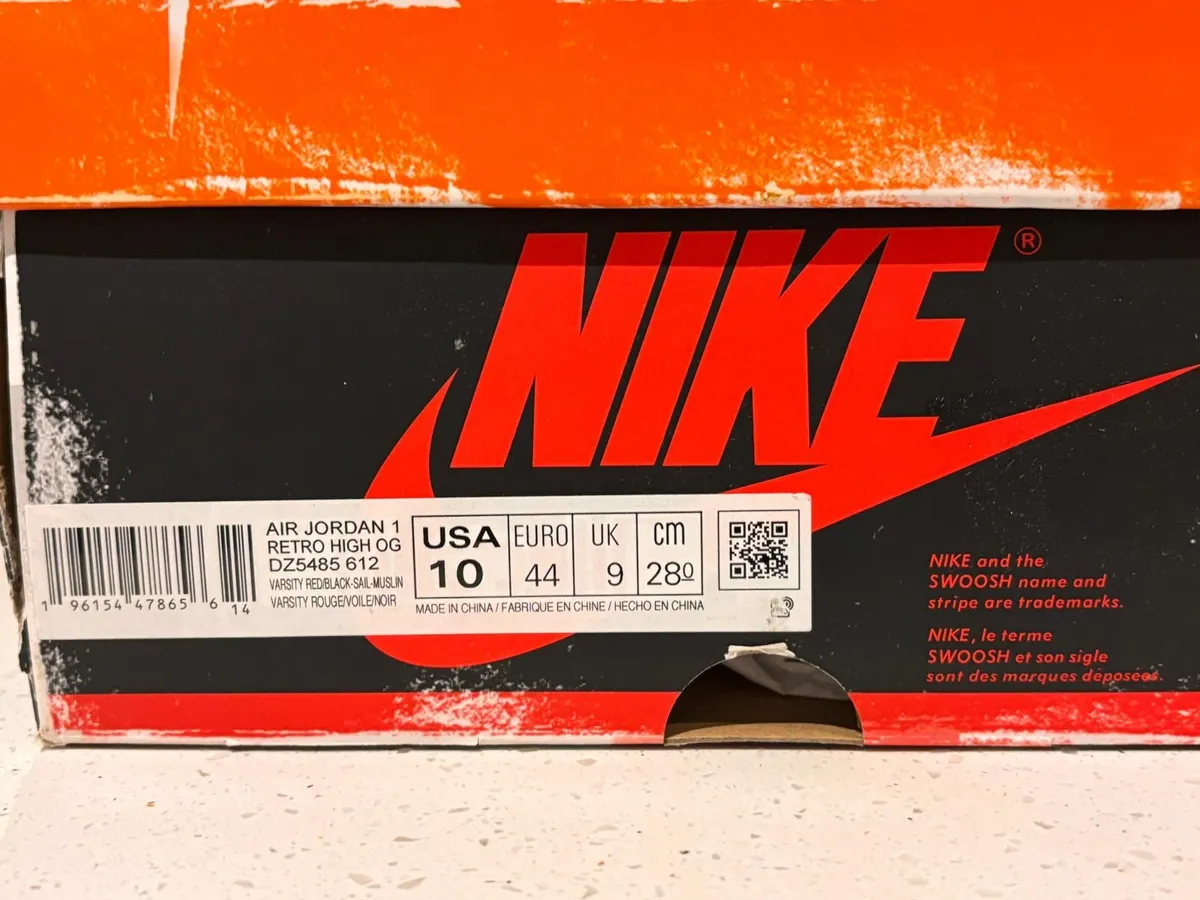 NIKE ®
AIR JORDAN 1
RETRO HIGH OG
DZ5485 612
VARSITY RED/BLACK-SAIL-MUSLIN
VARSITY ROUGE/VOILE/NOIR
1 96154 47865 6 14
USA EURO UK cm
10 44 9 280
MADE IN CHINA / FABRIQUE EN CHINE / HECHO EN CHINA
NIKE and the
SWOOSH name and
stripe are trademarks.
NIKE, le terme
SWOOSH et son sigle
sont des marques déposées.